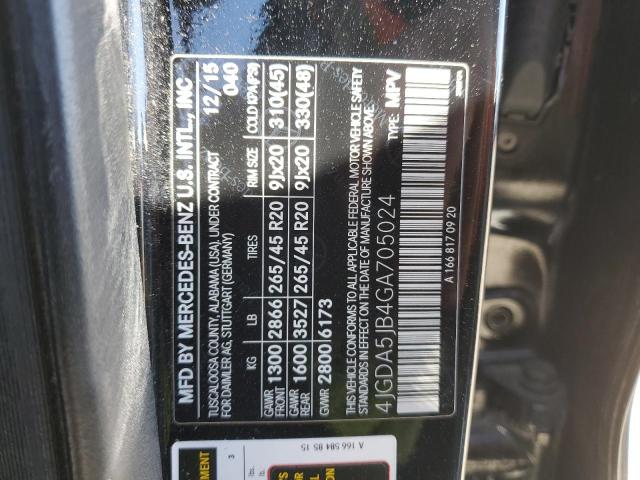 MFD BY MERCEDES-BENZ U.S. INTL., INC
TUSCALOOSA COUNTY, ALABAMA (USA), UNDER CONTRACT 12/15
FOR DAIMLER AG, STUTTGART (GERMANY) 040
KG LB TIRES RIM SIZE COLD KPA(PSI)
GAWR FRONT 1300 2866 265/45 R20 9Jx20 310(45)
GAWR REAR 1600 3527 265/45 R20 9Jx20 330(48)
GVWR 2800 6173
THIS VEHICLE CONFORMS TO ALL APPLICABLE FEDERAL MOTOR VEHICLE SAFETY
STANDARDS IN EFFECT ON THE DATE OF MANUFACTURE SHOWN ABOVE.
4JGDA5JB4GA705024 TYPE: MPV
A 166 817 09 20
A 166 584 85 15
3
lbs.